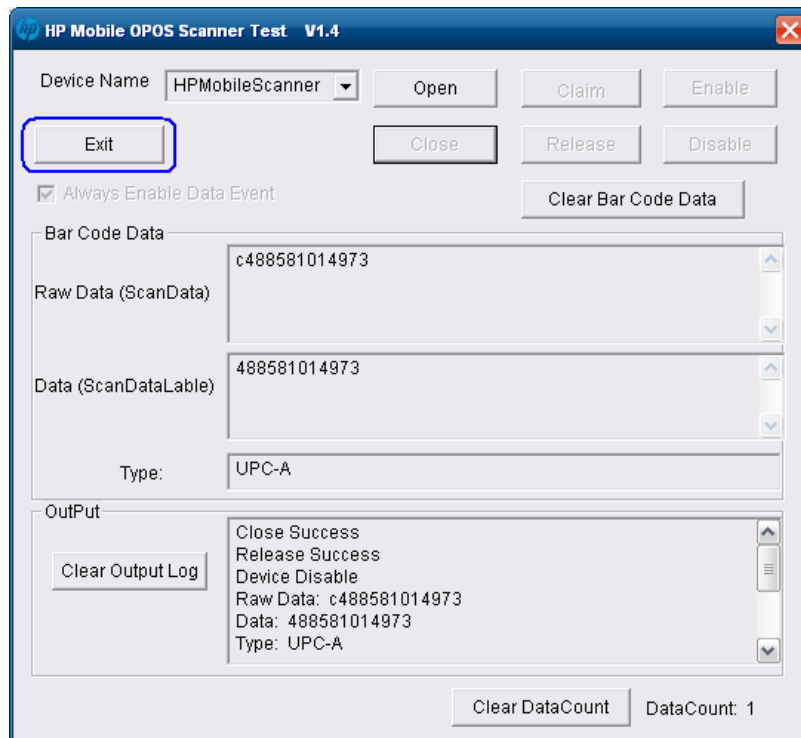 hp HP Mobile OPOS Scanner Test V1.4
Device Name HPMobileScanner Open Claim Enable
Exit Close Release Disable
Always Enable Data Event
Clear Bar Code Data
Bar Code Data
Raw Data (ScanData)
c488581014973
Data (ScanDataLable)
488581014973
Type:
UPC-A
OutPut
Clear Output Log
Close Success
Release Success
Device Disable
Raw Data: c488581014973
Data: 488581014973
Type: UPC-A
Clear DataCount DataCount: 1